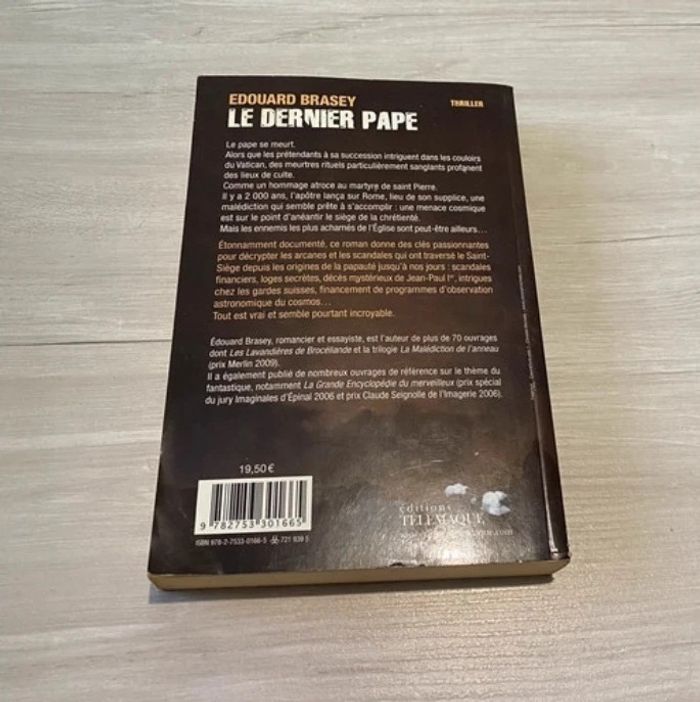 EDOUARD BRASEY
THRILLER
LE DERNIER PAPE
Le pape se meurt.
Alors que les prétendants à sa succession intriguent dans les couloirs
du Vatican, des meurtres rituels particulièrement sanglants profanent
des lieux de culte.
Comme un hommage atroce au martyre de saint Pierre.
Il y a 2 000 ans, l'apôtre lança sur Rome, lieu de son supplice, une
malédiction qui semble prête à s'accomplir : une menace cosmique
est sur le point d'anéantir le siège de la chrétienté.
Mais les ennemis les plus acharnés de l'Église sont peut-être ailleurs...
Étonnamment documenté, ce roman donne des clés passionnantes
pour décrypter les arcanes et les scandales qui ont traversé le Saint-
Siège depuis les origines de la papauté jusqu'à nos jours : scandales
financiers, loges secrètes, décès mystérieux de Jean-Paul Ier, intrigues
chez les gardes suisses, financement de programmes d'observation
astronomique du cosmos...
Tout est vrai et semble pourtant incroyable.
Édouard Brasey, romancier et essayiste, est l'auteur de plus de 70 ouvrages
dont Les Lavandières de Brocéliande et la trilogie La Malédiction de l'anneau
(prix Merlin 2009).
Il a également publié de nombreux ouvrages de référence sur le thème du
fantastique, notamment La Grande Encyclopédie du merveilleux (prix spécial
du jury Imaginales d'Épinal 2006 et prix Claude Seignolle de l'Imagerie 2006).
19,50 €
9 782753 301665
ISBN 978-2-7533-0166-5 721 939 5
éditions
TÉLÉMAQUE